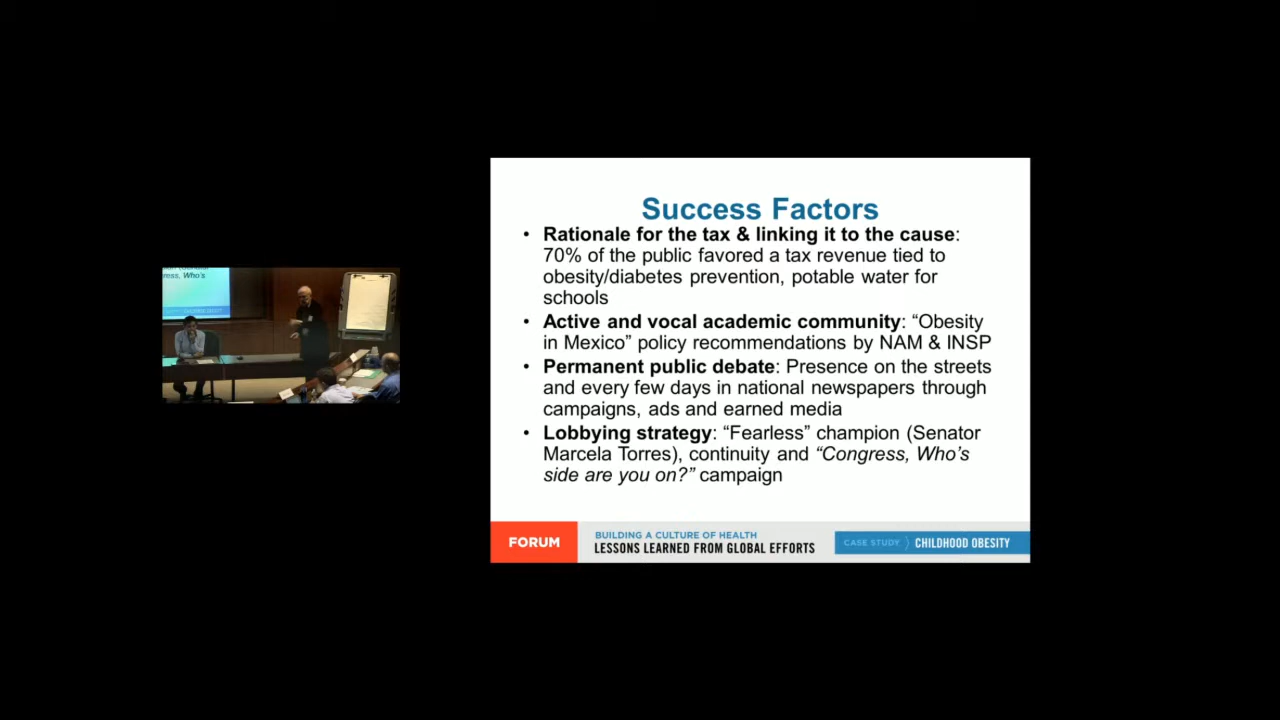 Success Factors
• Rationale for the tax & linking it to the cause:
70% of the public favored a tax revenue tied to
obesity/diabetes prevention, potable water for
schools
• Active and vocal academic community: “Obesity
in Mexico” policy recommendations by NAM & INSP
• Permanent public debate: Presence on the streets
and every few days in national newspapers through
campaigns, ads and earned media
• Lobbying strategy: “Fearless” champion (Senator
Marcela Torres), continuity and “Congress, Who’s
side are you on?” campaign
FORUM
BUILDING A CULTURE OF HEALTH
LESSONS LEARNED FROM GLOBAL EFFORTS
CASE STUDY 〉 CHILDHOOD OBESITY
ress, Who's